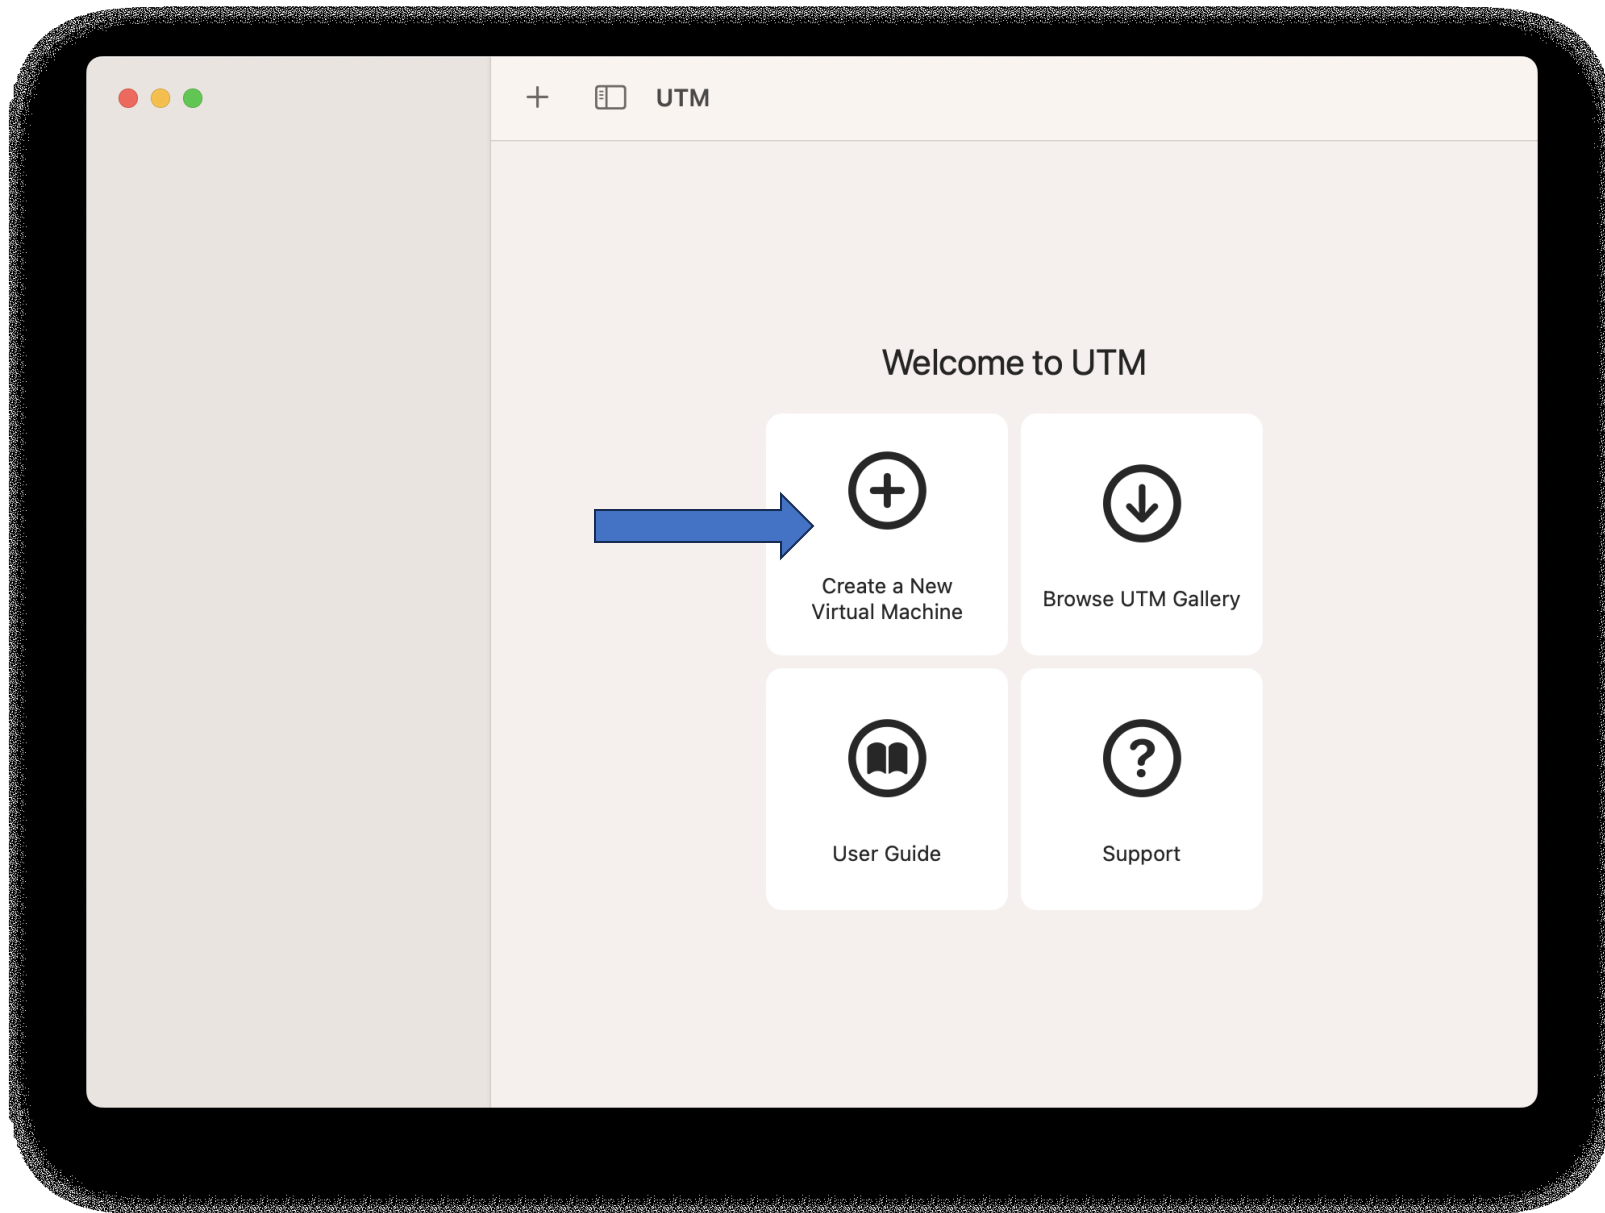 UTM
Welcome to UTM
Create a New
Virtual Machine
Browse UTM Gallery
User Guide
Support